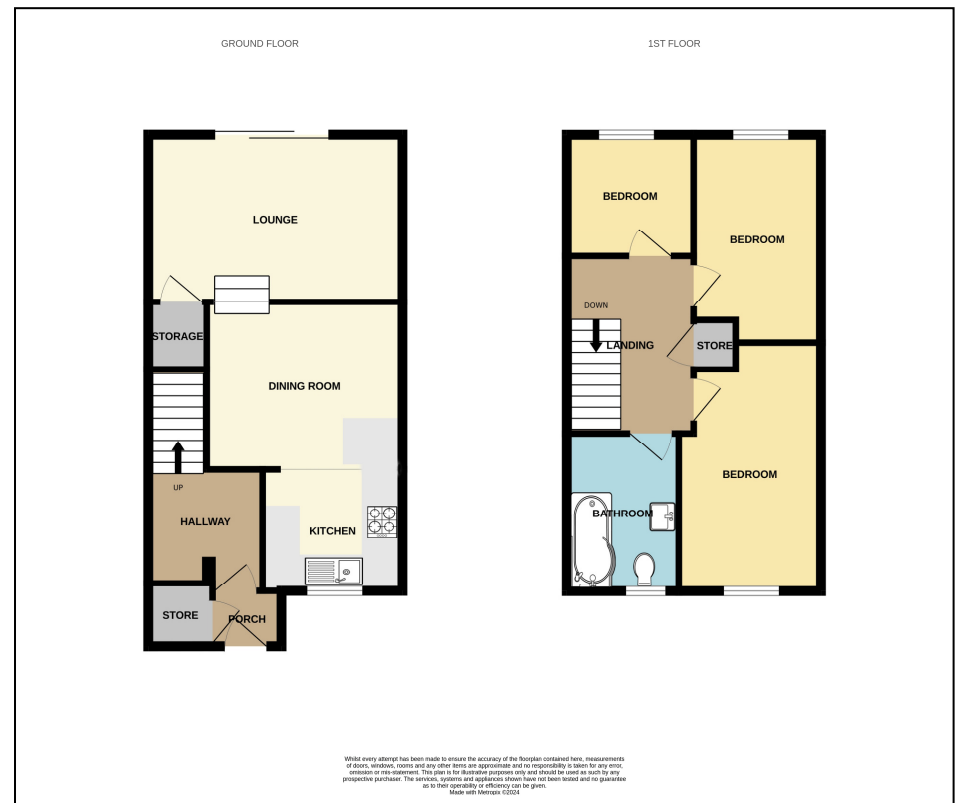 GROUND FLOOR
1ST FLOOR
LOUNGE
STORAGE
DINING ROOM
UP
HALLWAY
KITCHEN
STORE
PORCH
BEDROOM
BEDROOM
DOWN
LANDING
STORE
BEDROOM
BATHROOM
Whilst every attempt has been made to ensure the accuracy of the floorplan contained here, measurements
of doors, windows, rooms and any other items are approximate and no responsibility is taken for any error,
omission or mis-statement. This plan is for illustrative purposes only and should be used as such by any
prospective purchaser. The services, systems and appliances shown have not been tested and no guarantee
as to their operability or efficiency can be given.
Made with Metropix ©2024